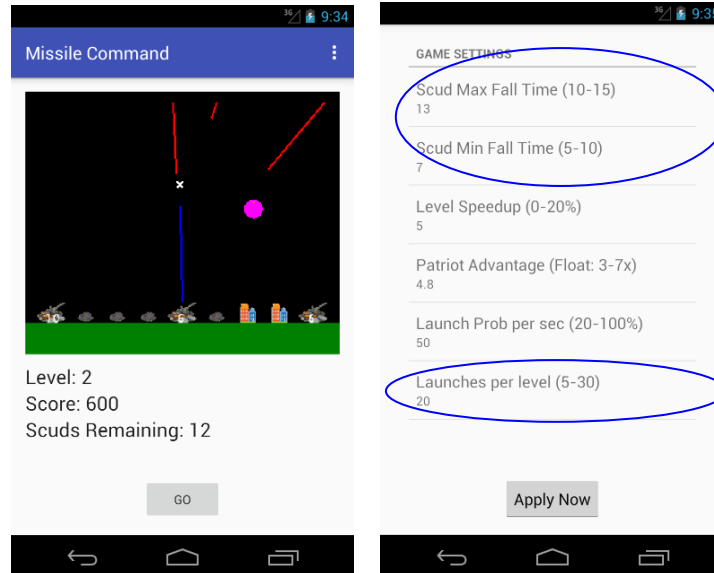 3G 9:34
Missile Command
Level: 2
Score: 600
Scuds Remaining: 12
GO
3G
GAME SETTINGS
Scud Max Fall Time (10-15)
13
Scud Min Fall Time (5-10)
7
Level Speedup (0-20%)
5
Patriot Advantage (Float: 3-7x)
4.8
Launch Prob per sec (20-100%)
50
Launches per level (5-30)
20
Apply Now